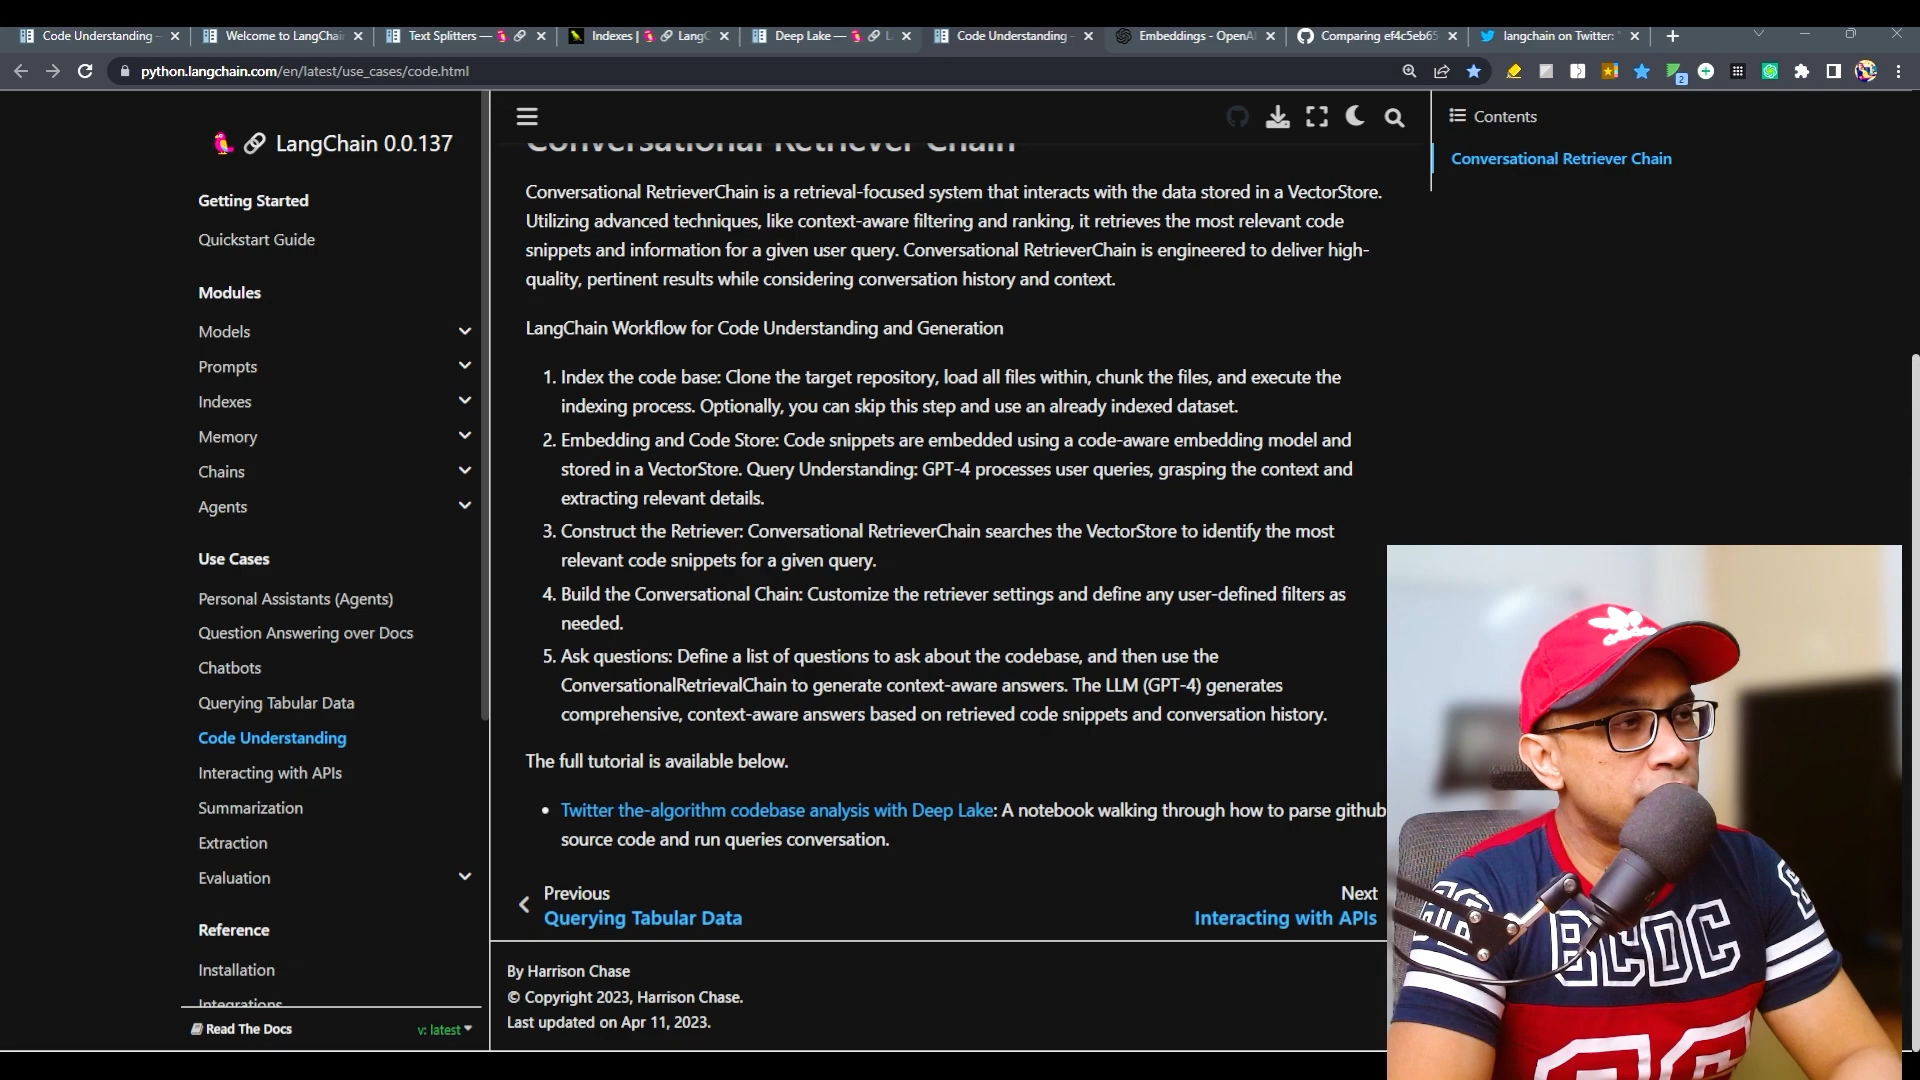 Code Understanding
Welcome to LangChain
Text Splitters —
Indexes | LangC
Deep Lake — L
Code Understanding
Embeddings - OpenAI
Comparing ef4c5eb65
langchain on Twitter: "
python.langchain.com/en/latest/use_cases/code.html
2
LangChain 0.0.137
Getting Started
Quickstart Guide
Modules
Models
Prompts
Indexes
Memory
Chains
Agents
Use Cases
Personal Assistants (Agents)
Question Answering over Docs
Chatbots
Querying Tabular Data
Code Understanding
Interacting with APIs
Summarization
Extraction
Evaluation
Reference
Installation
Integrations
Read The Docs
v: latest
Conversational Retriever Chain
Conversational RetrieverChain is a retrieval-focused system that interacts with the data stored in a VectorStore.
Utilizing advanced techniques, like context-aware filtering and ranking, it retrieves the most relevant code
snippets and information for a given user query. Conversational RetrieverChain is engineered to deliver high-
quality, pertinent results while considering conversation history and context.
LangChain Workflow for Code Understanding and Generation
1. Index the code base: Clone the target repository, load all files within, chunk the files, and execute the
indexing process. Optionally, you can skip this step and use an already indexed dataset.
2. Embedding and Code Store: Code snippets are embedded using a code-aware embedding model and
stored in a VectorStore. Query Understanding: GPT-4 processes user queries, grasping the context and
extracting relevant details.
3. Construct the Retriever: Conversational RetrieverChain searches the VectorStore to identify the most
relevant code snippets for a given query.
4. Build the Conversational Chain: Customize the retriever settings and define any user-defined filters as
needed.
5. Ask questions: Define a list of questions to ask about the codebase, and then use the
ConversationalRetrievalChain to generate context-aware answers. The LLM (GPT-4) generates
comprehensive, context-aware answers based on retrieved code snippets and conversation history.
The full tutorial is available below.
• Twitter the-algorithm codebase analysis with Deep Lake: A notebook walking through how to parse github
source code and run queries conversation.
Previous
Querying Tabular Data
Next
Interacting with APIs
By Harrison Chase
© Copyright 2023, Harrison Chase.
Last updated on Apr 11, 2023.
Contents
Conversational Retriever Chain
BCDC